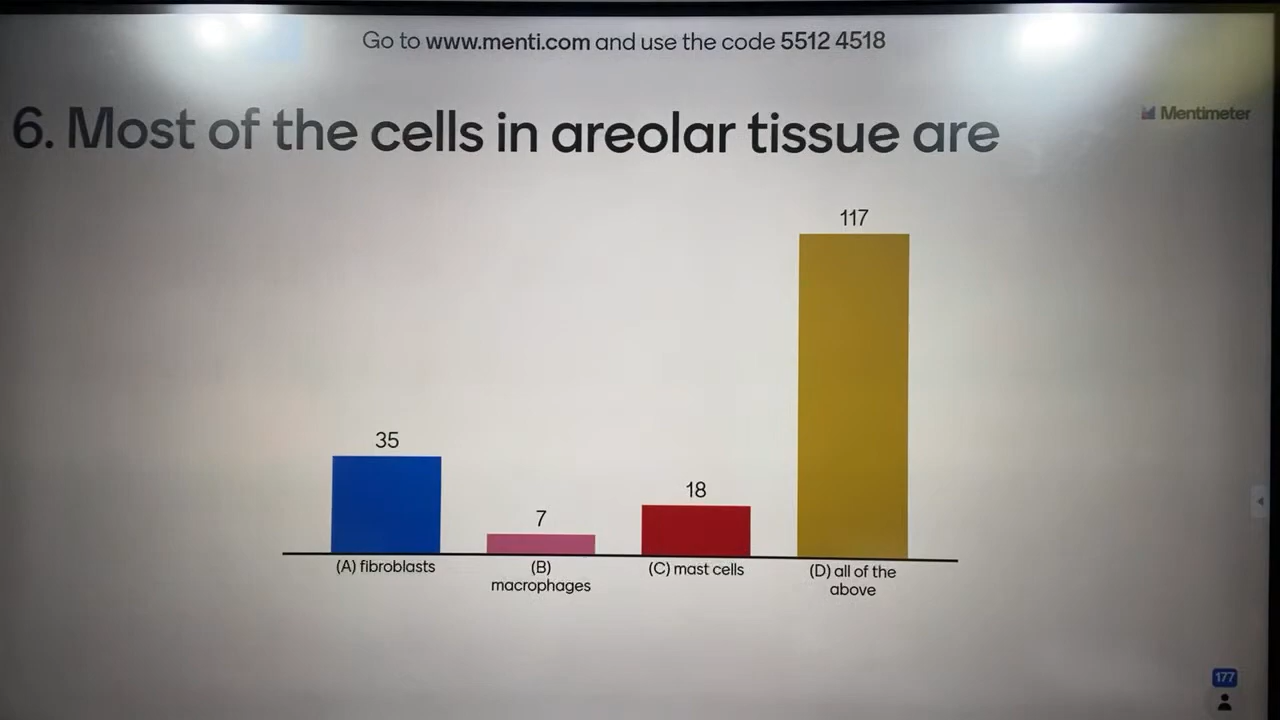 Go to www.menti.com and use the code 5512 4518
6. Most of the cells in areolar tissue are
Mentimeter
117
35
18
7
(A) fibroblasts
(B)
macrophages
(C) mast cells
(D) all of the
above
177